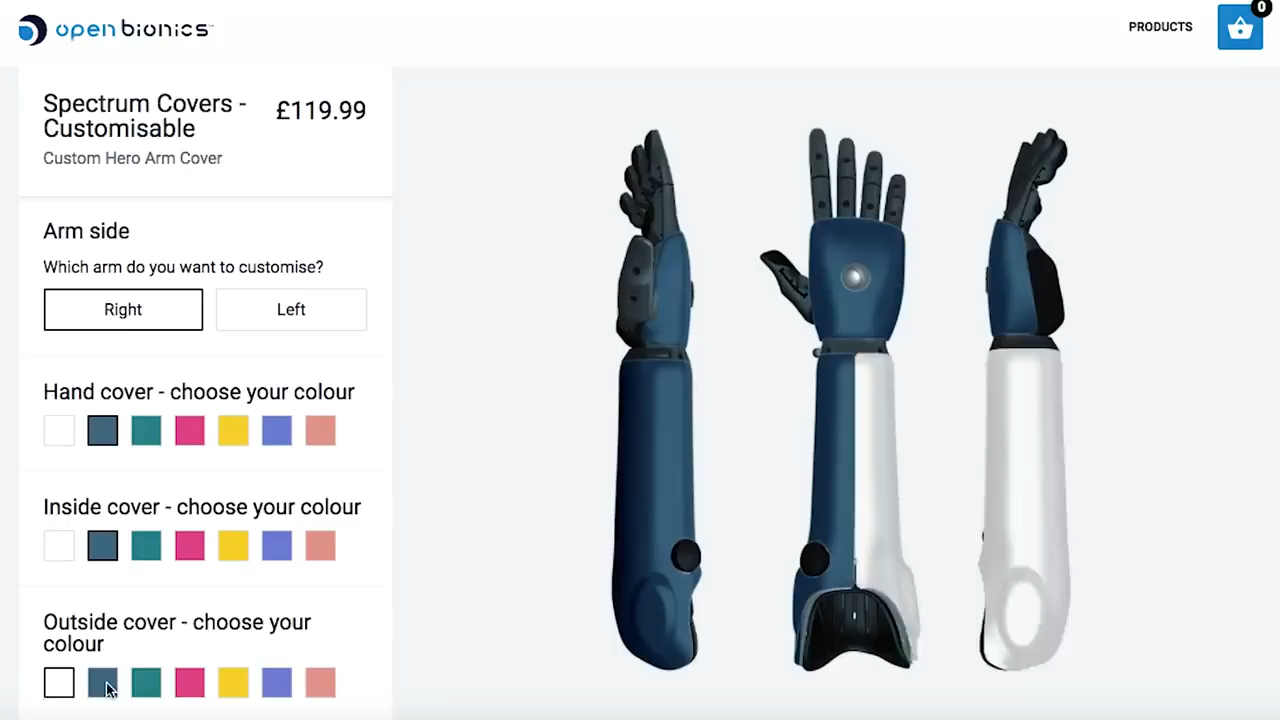 open bionics™
PRODUCTS
0
Spectrum Covers -
Customisable
£119.99
Custom Hero Arm Cover
Arm side
Which arm do you want to customise?
Right
Left
Hand cover - choose your colour
Inside cover - choose your colour
Outside cover - choose your
colour